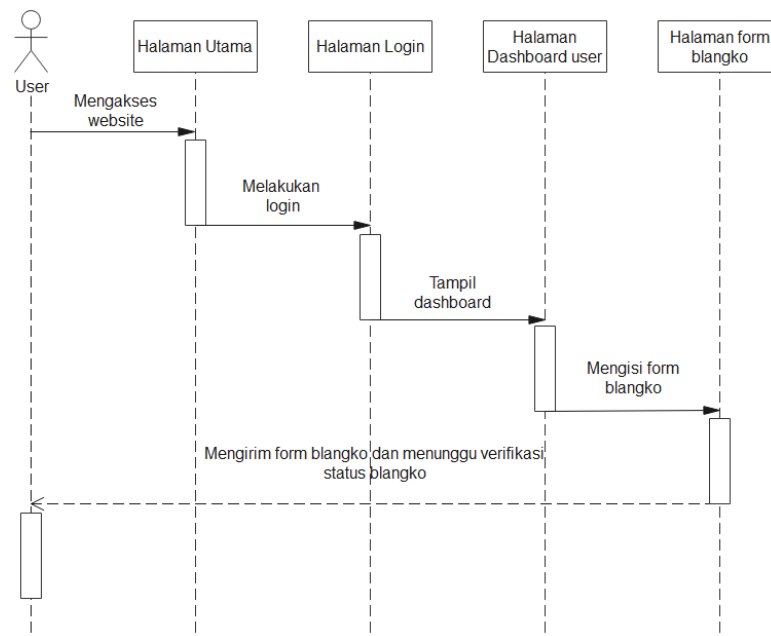 User
Halaman Utama
Halaman Login
Halaman
Dashboard user
Halaman form
blangko
Mengakses
website
Melakukan
login
Tampil
dashboard
Mengisi form
blangko
Mengirim form blangko dan menunggu verifikasi
status blangko